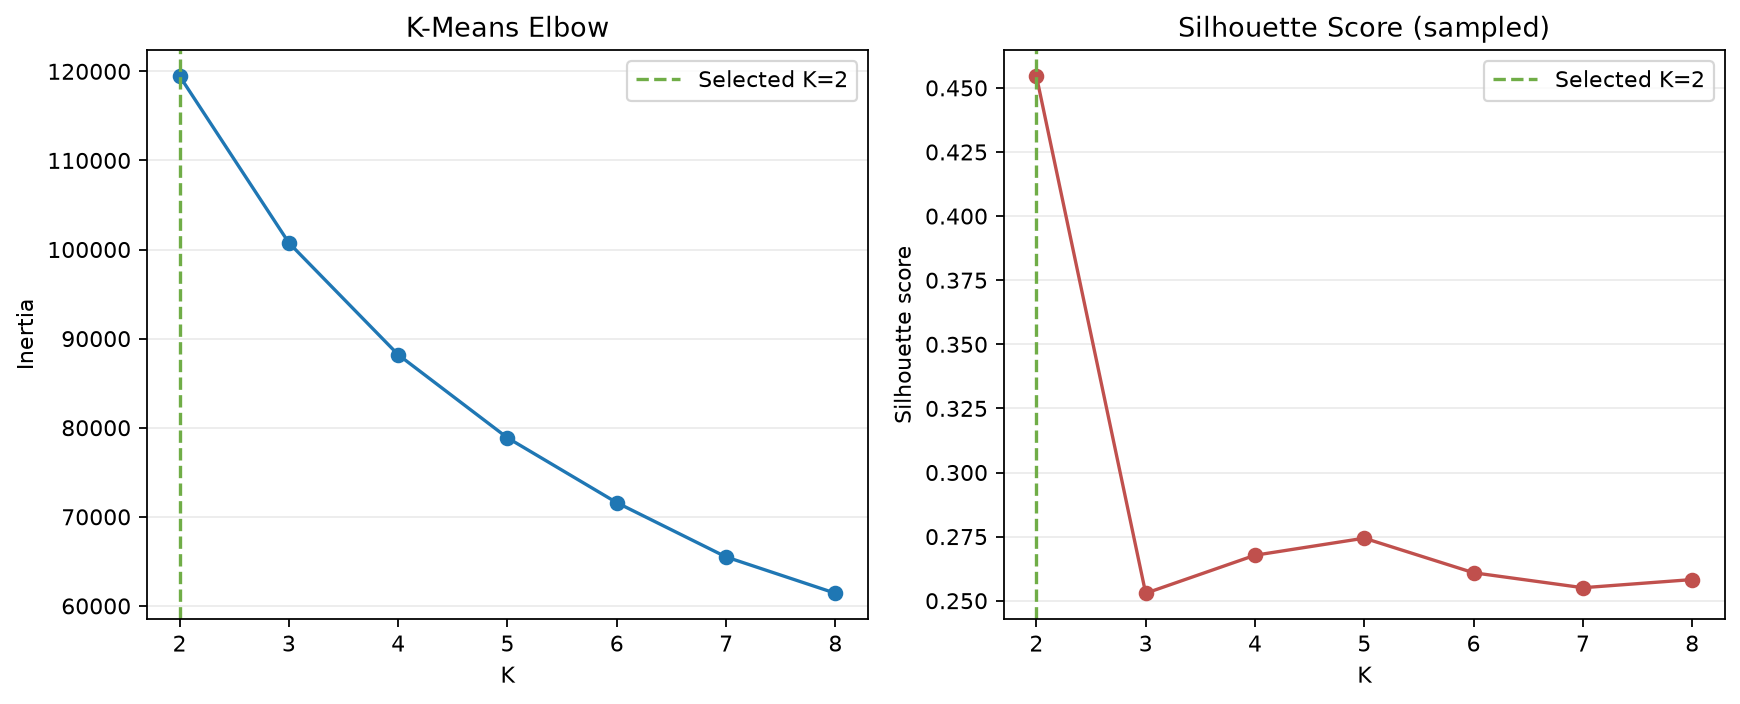 K-Means Elbow
Selected K=2
Inertia
120000
110000
100000
90000
80000
70000
60000
2 3 4 5 6 7 8
K
Silhouette Score (sampled)
Selected K=2
Silhouette score
0.450
0.425
0.400
0.375
0.350
0.325
0.300
0.275
0.250
2 3 4 5 6 7 8
K